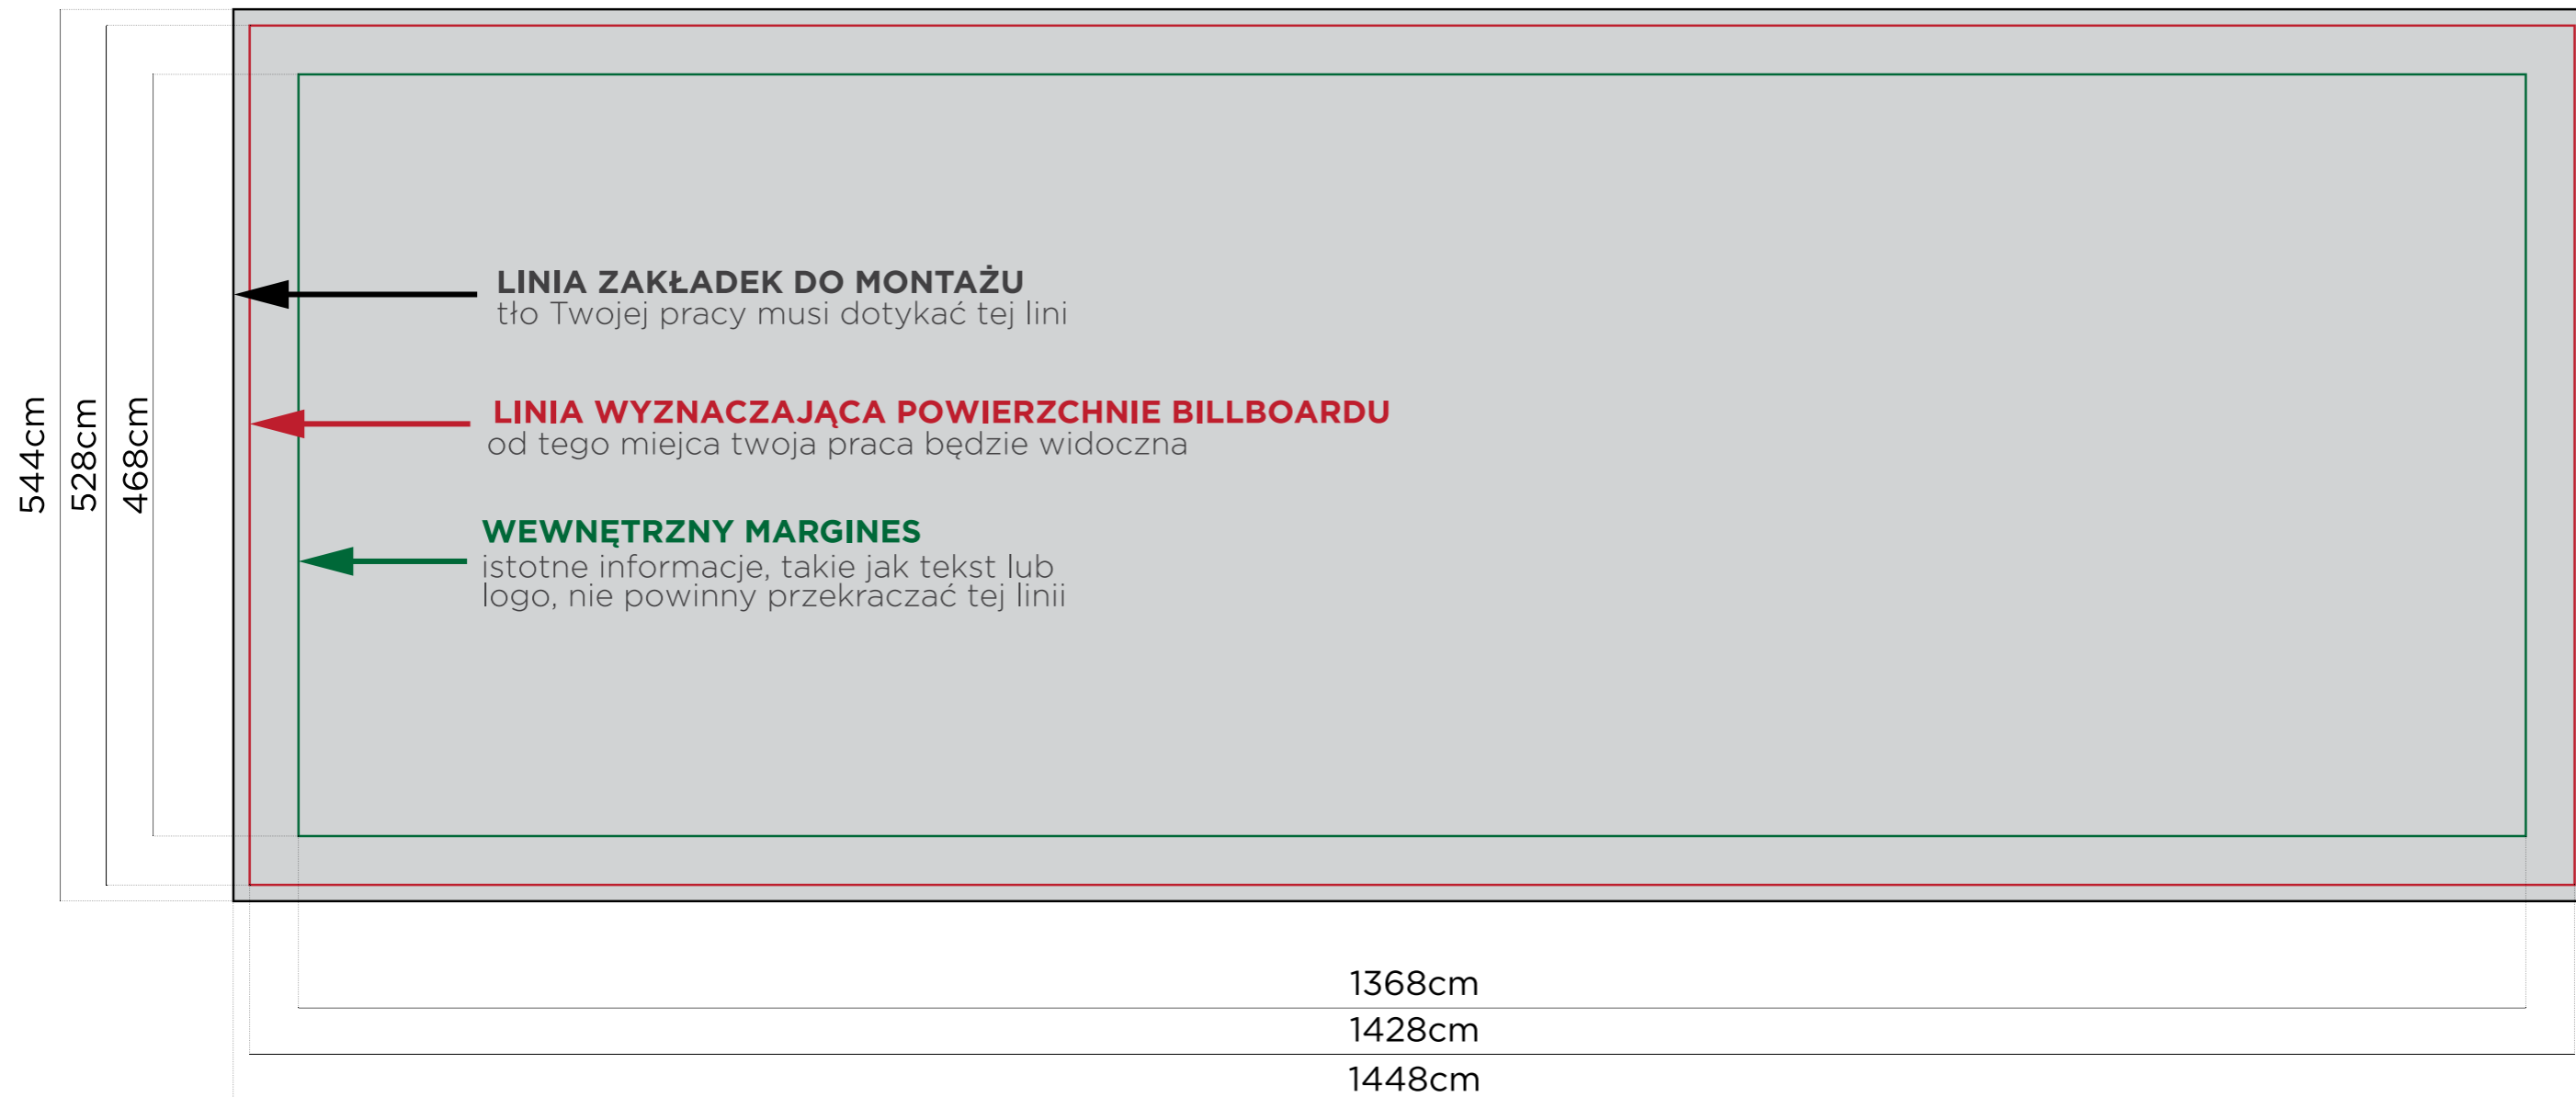 LINIA ZAKŁADEK DO MONTAŻU
tło Twojej pracy musi dotykać tej lini
LINIA WYZNACZAJĄCA POWIERZCHNIE BILLBOARDU
od tego miejca twoja praca będzie widoczna
WEWNĘTRZNY MARGINES
istotne informacje, takie jak tekst lub
logo, nie powinny przekraczać tej linii
544cm
528cm
468cm
1368cm
1428cm
1448cm